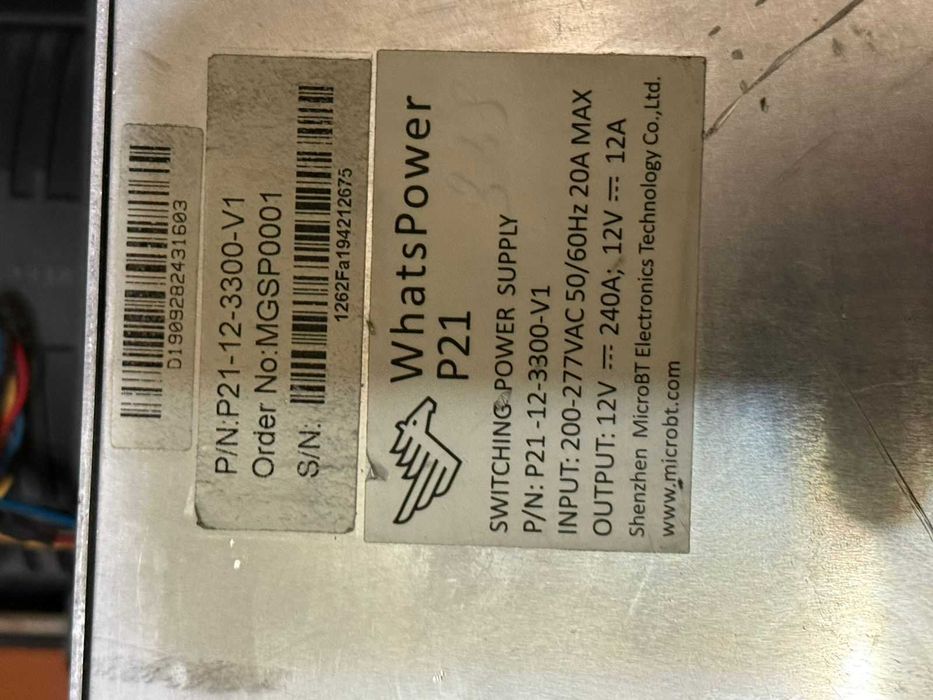 D1909282431603
P/N:P21-12-3300-V1
Order No:MGSP0001
S/N:
1262Fa194212675
WhatsPower
P21
SWITCHING POWER SUPPLY
P/N: P21-12-3300-V1
INPUT: 200-277VAC 50/60Hz 20A MAX
OUTPUT: 12V ⎓ 240A; 12V ⎓ 12A
Shenzhen MicroBT Electronics Technology Co.,Ltd.
www.microbt.com